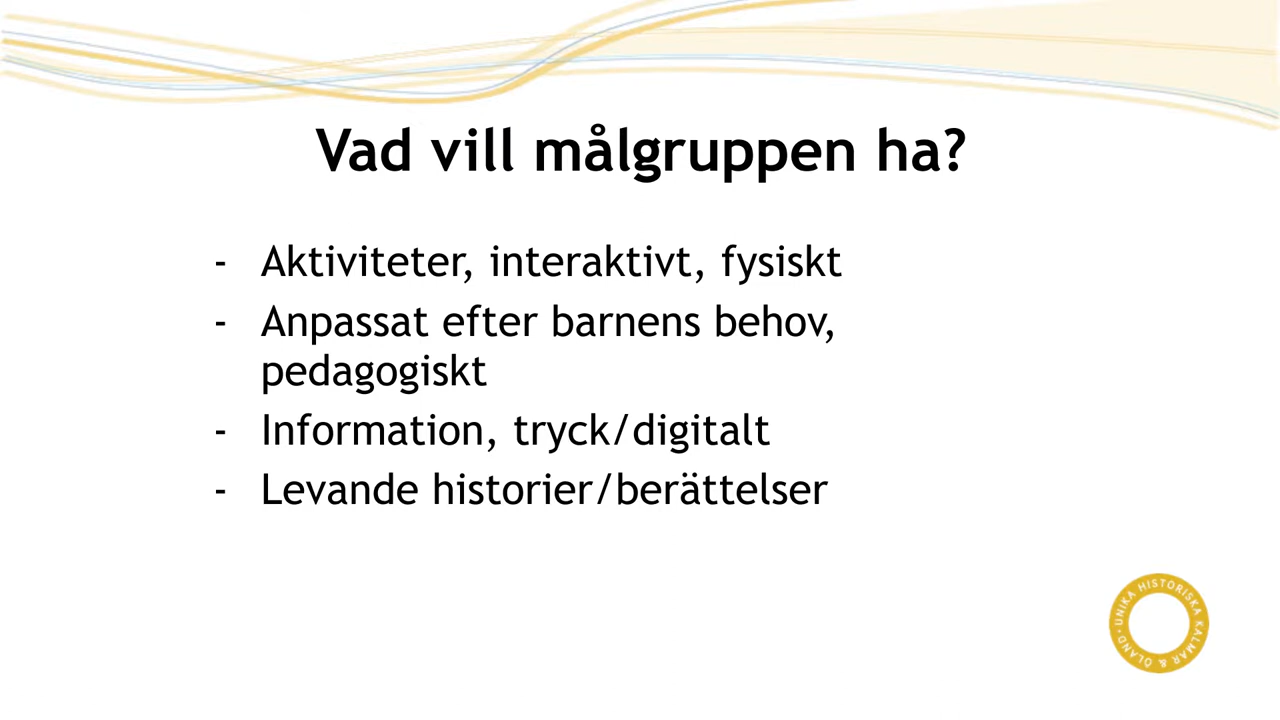 Vad vill målgruppen ha?
- Aktiviteter, interaktivt, fysiskt
- Anpassat efter barnens behov,
pedagogiskt
- Information, tryck/digitalt
- Levande historier/berättelser
UNIKA HISTORISKA KALMAR & ÖLAND •